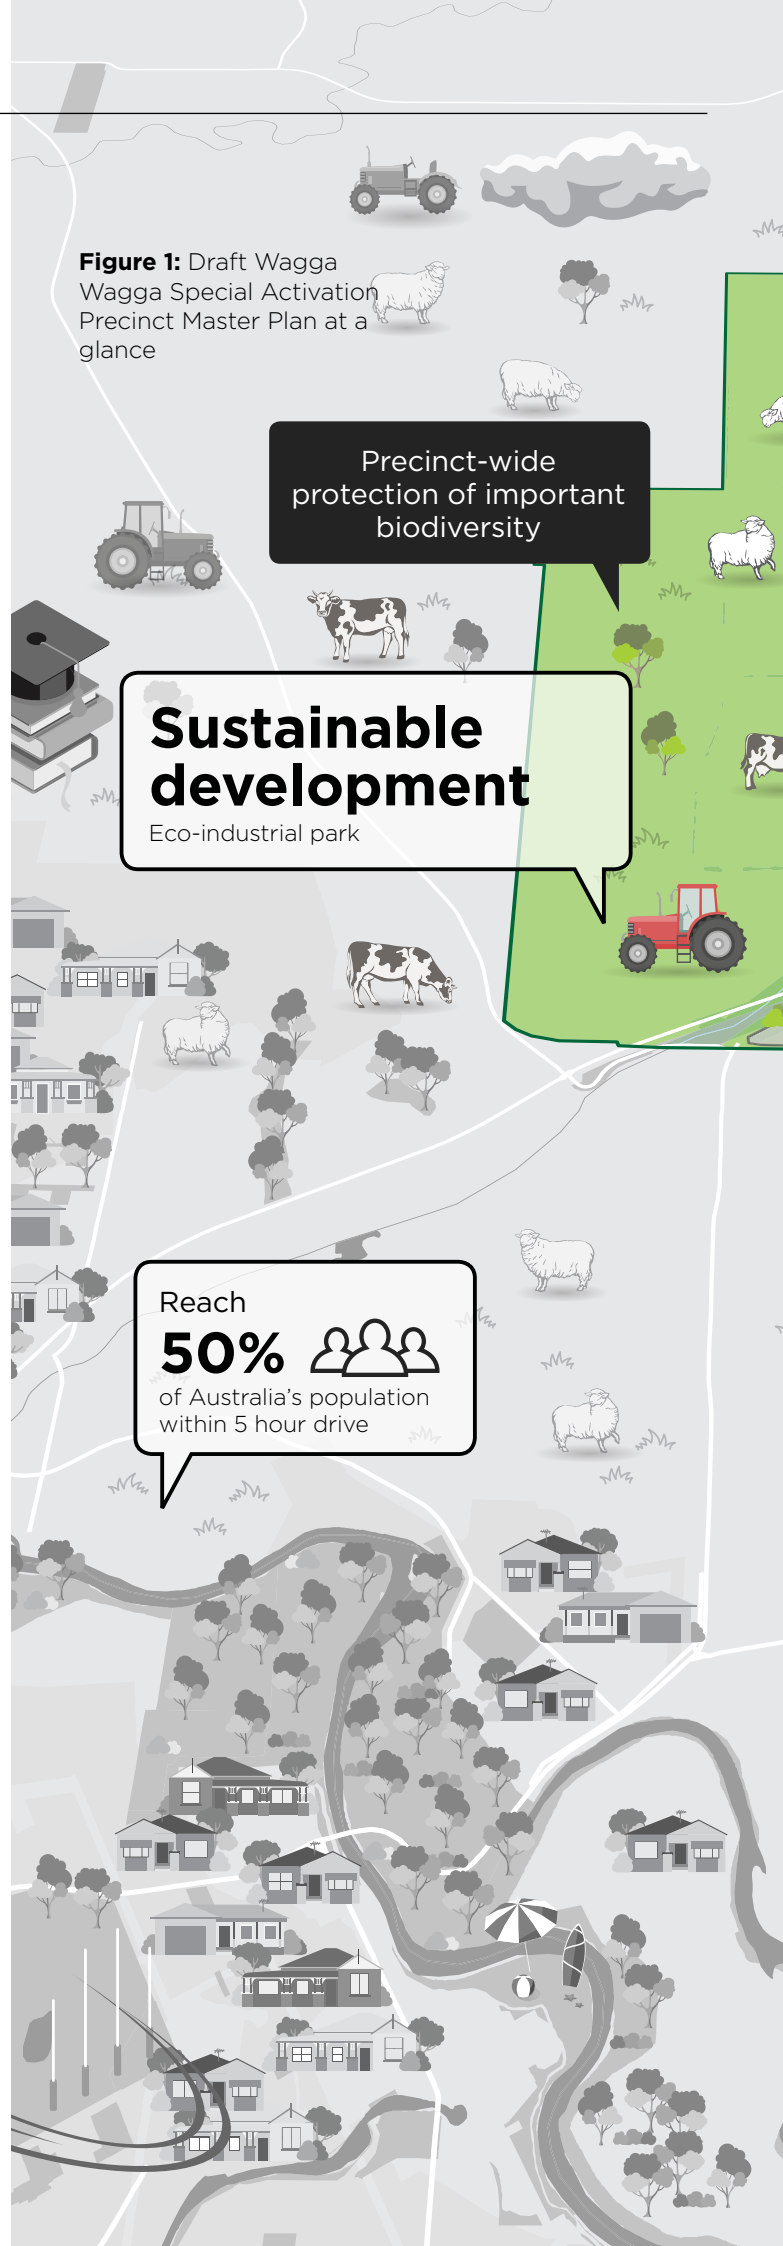 Figure 1: Draft Wagga
Wagga Special Activation
Precinct Master Plan at a
glance
Precinct-wide
protection of important
biodiversity
Sustainable
development
Eco-industrial park
Reach
50%
of Australia’s population
within 5 hour drive